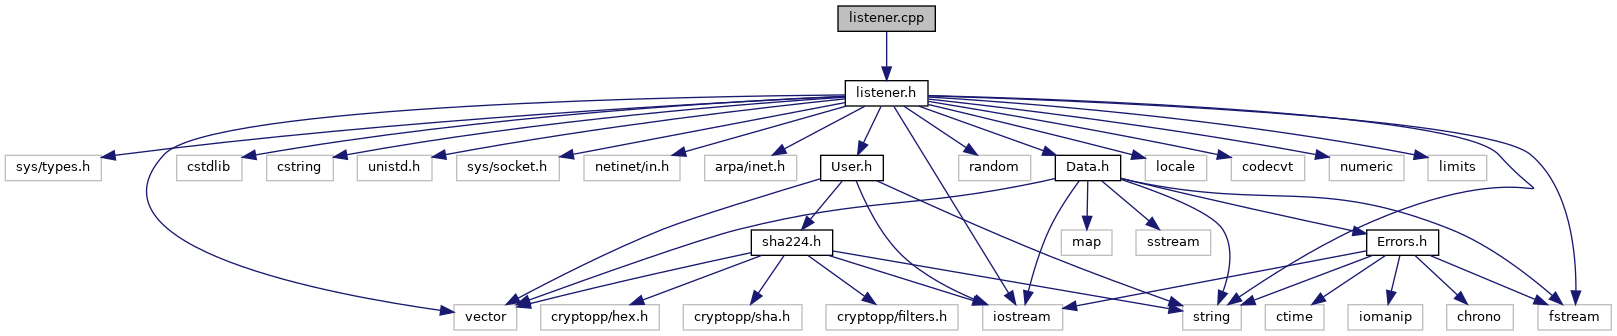 listener.cpp
listener.h
sys/types.h
cstdlib
cstring
unistd.h
sys/socket.h
netinet/in.h
arpa/inet.h
User.h
random
Data.h
locale
codecvt
numeric
limits
sha224.h
map
sstream
Errors.h
vector
cryptopp/hex.h
cryptopp/sha.h
cryptopp/filters.h
iostream
string
ctime
iomanip
chrono
fstream